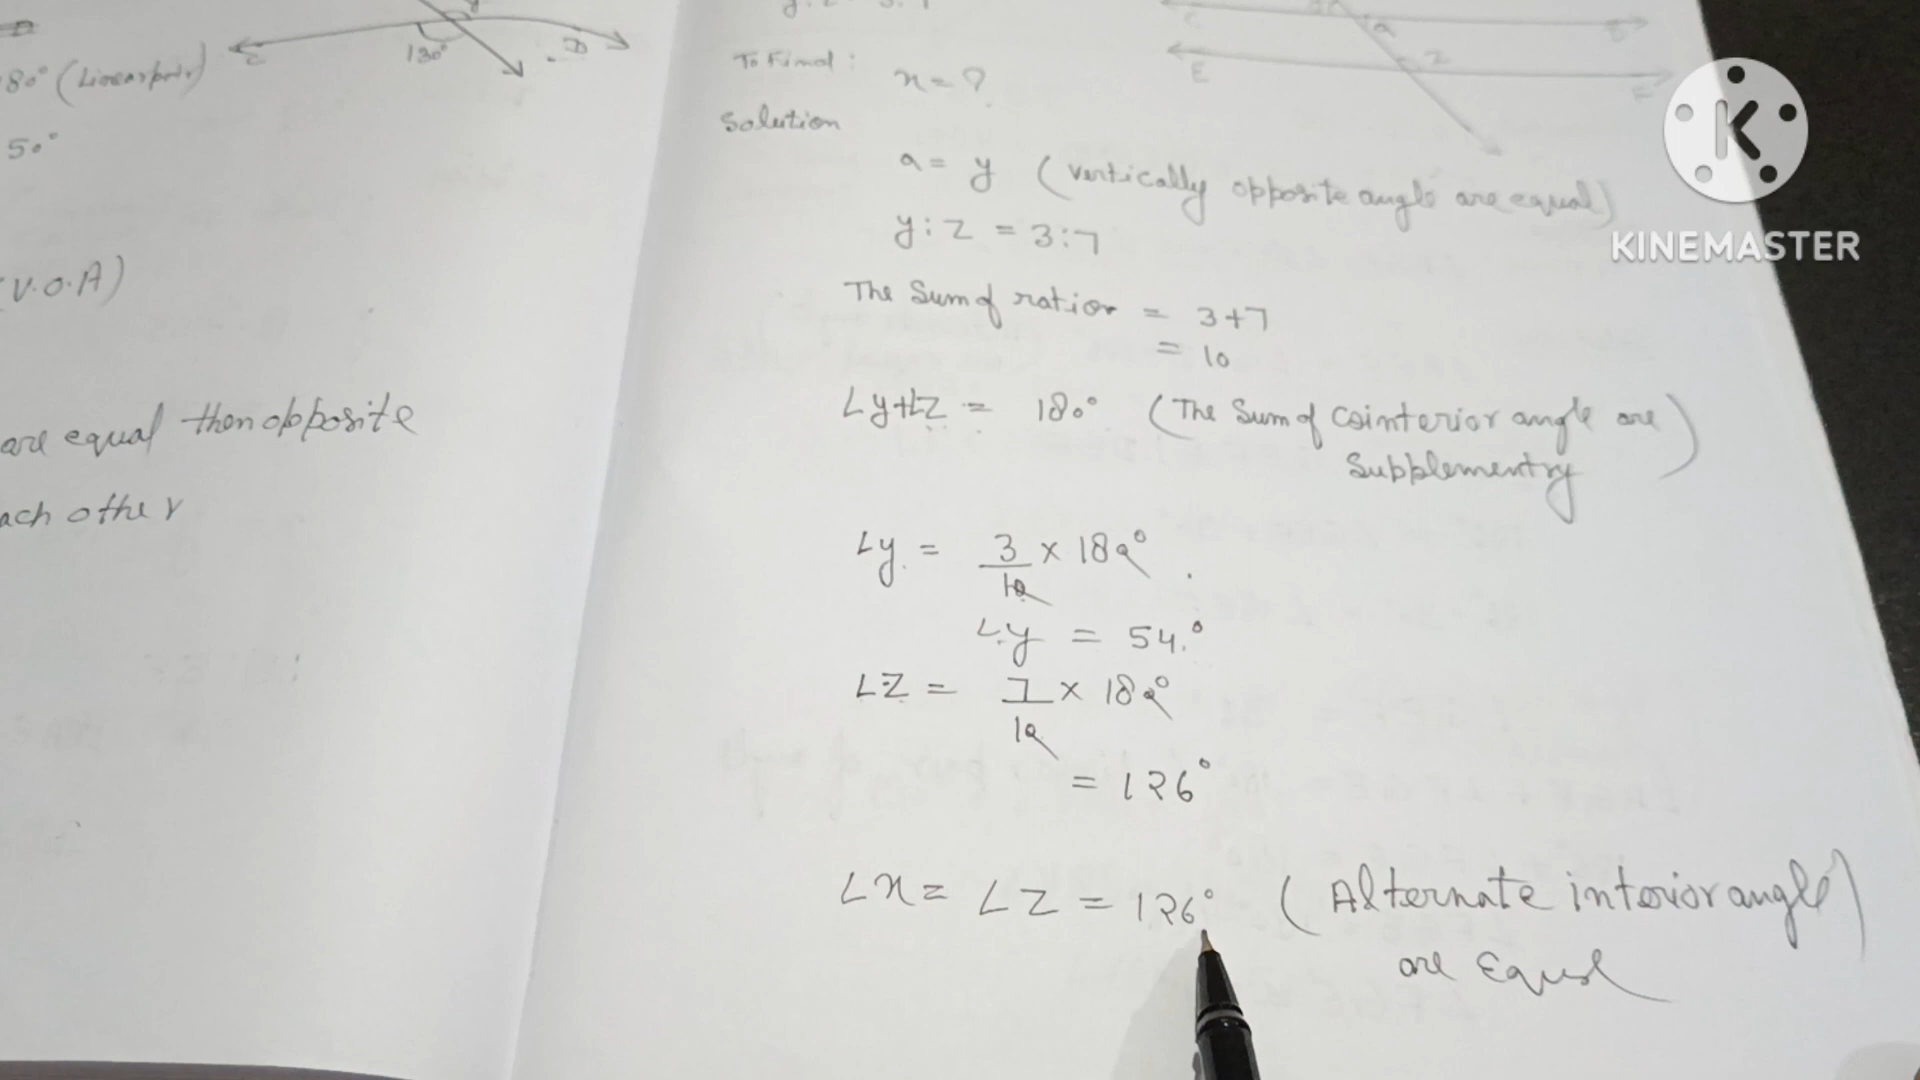 80° (Linear pair)
130°
E
D
50°
(V.O.A)
are equal then opposite
each other
To Find :
x = ?
Solution
a = y (vertically opposite angle are equal)
y : z = 3 : 7
The Sum of ratior = 3+7
= 10
∠y+∠z = 180° (The Sum of Cointerior angle are Supplementry)
∠y = 3/10 × 180°
∠y = 54.°
∠z = 7/10 × 180°
= 126°
∠x = ∠z = 126° (Alternate interior angle)
are Equal
C
a
E
z
F
K
KINEMASTER